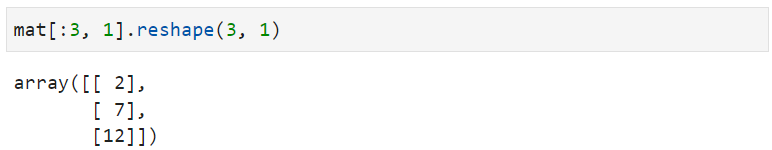 mat[:3, 1].reshape(3, 1)
array([[ 2],
       [ 7],
       [12]])